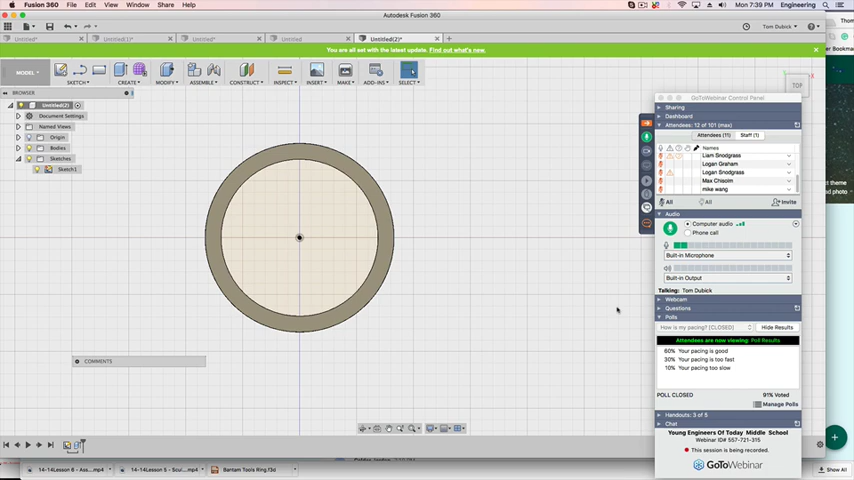 Fusion 360 File Edit View Window Share Help
Mon 7:39 PM Engineering
Autodesk Fusion 360
Tom Dubick
Untitled* Untitled(1)* Untitled* Untitled Untitled(2)*
You are all set with the latest update. Find out what's new.
MODEL SKETCH CREATE MODIFY ASSEMBLE CONSTRUCT INSPECT INSERT MAKE ADD-INS SELECT
TOP
BROWSER
Untitled(2)
Document Settings
Named Views
Origin
Bodies
Sketches
Sketch1
COMMENTS
GoToWebinar Control Panel
Sharing
Dashboard
Attendees: 12 of 101 (max)
Attendees (11) Staff (1)
Names
Liam Snodgrass
Logan Graham
Logan Snodgrass
Max Chisolm
mike wang
All All Invite
Audio
Computer audio
Phone call
Built-in Microphone
Built-in Output
Talking: Tom Dubick
Webcam
Questions
Polls
How is my pacing? (CLOSED) Hide Results
Attendees are now viewing: Poll Results
60% Your pacing is good
30% Your pacing is too fast
10% Your pacing too slow
POLL CLOSED 91% Voted
Manage Polls
Handouts: 3 of 5
Chat
Young Engineers Of Today Middle School
Webinar ID# 557-721-315
This session is being recorded.
GoToWebinar
14-14Lesson 6 - Ass....mp4 14-14Lesson 5 - Scul....mp4 Bantam Tools Ring.f3d
Show All